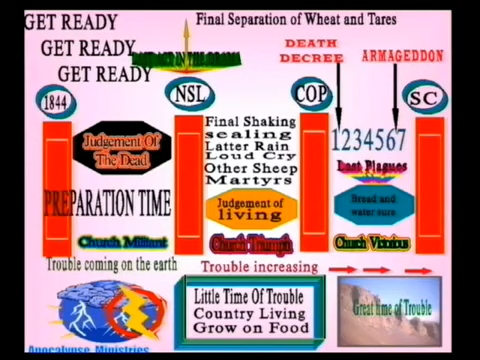 GET READY
GET READY
GET READY
Final Separation of Wheat and Tares
DEATH
DECREE
ARMAGEDDON
1844
NSL
COP
SC
Judgement Of
The Dead
PREPARATION TIME
Church Militant
Final Shaking
sealing
Latter Rain
Loud Cry
Other Sheep
Martyrs
Judgement of
living
Church Triumph
1234567
Last Plagues
Bread and
water sure
Church Victorious
Trouble coming on the earth
Trouble increasing
Little Time Of Trouble
Country Living
Grow on Food
Great time of Trouble
Apocalypse Ministries